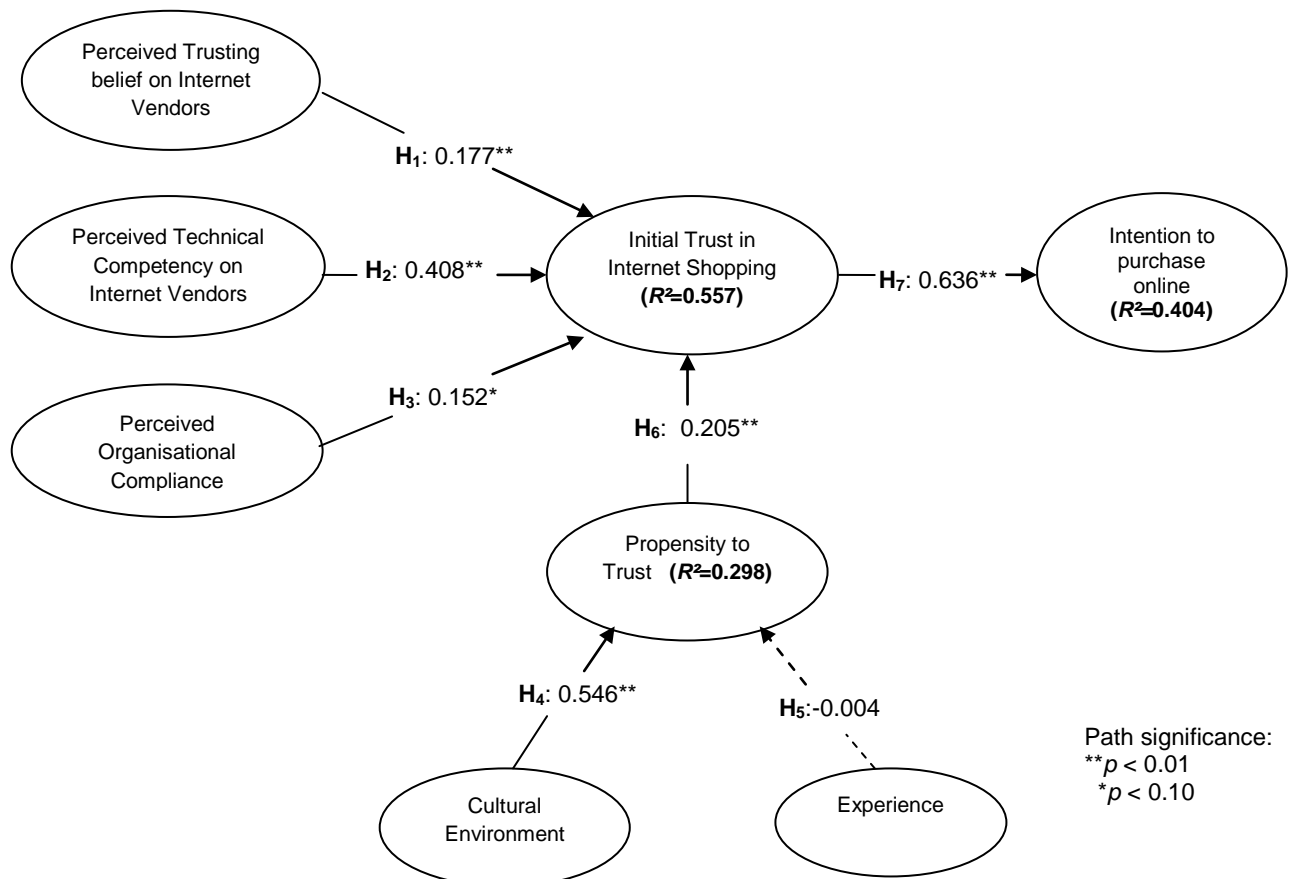 Perceived Trusting
belief on Internet
Vendors
H₁: 0.177**
Perceived Technical
Competency on
Internet Vendors
H₂: 0.408**
Initial Trust in
Internet Shopping
(R²=0.557)
H₇: 0.636**
Intention to
purchase
online
(R²=0.404)
H₃: 0.152*
Perceived
Organisational
Compliance
H₆: 0.205**
Propensity to
Trust (R²=0.298)
H₄: 0.546**
H₅:-0.004
Cultural
Environment
Experience
Path significance:
**p < 0.01
*p < 0.10